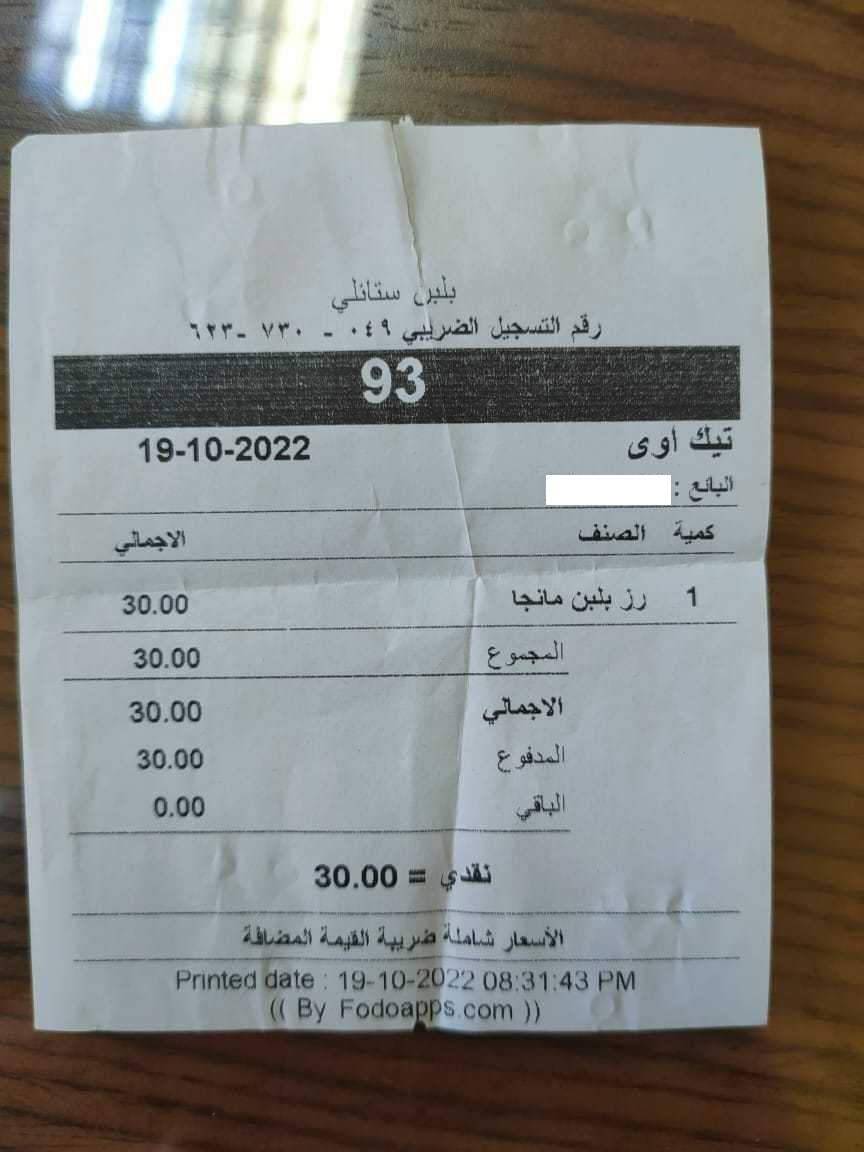 بلبن ستانلي
رقم التسجيل الضريبي ٠٤٩ - ٧٣٠ -٦٢٣
93
تيك اوى 19-10-2022
البائع :
كمية الصنف الاجمالي
1 رز بلبن مانجا 30.00
المجموع 30.00
الاجمالي 30.00
المدفوع 30.00
الباقي 0.00
نقدي = 30.00
الأسعار شاملة ضريبة القيمة المضافة
Printed date : 19-10-2022 08:31:43 PM
(( By Fodoapps.com ))